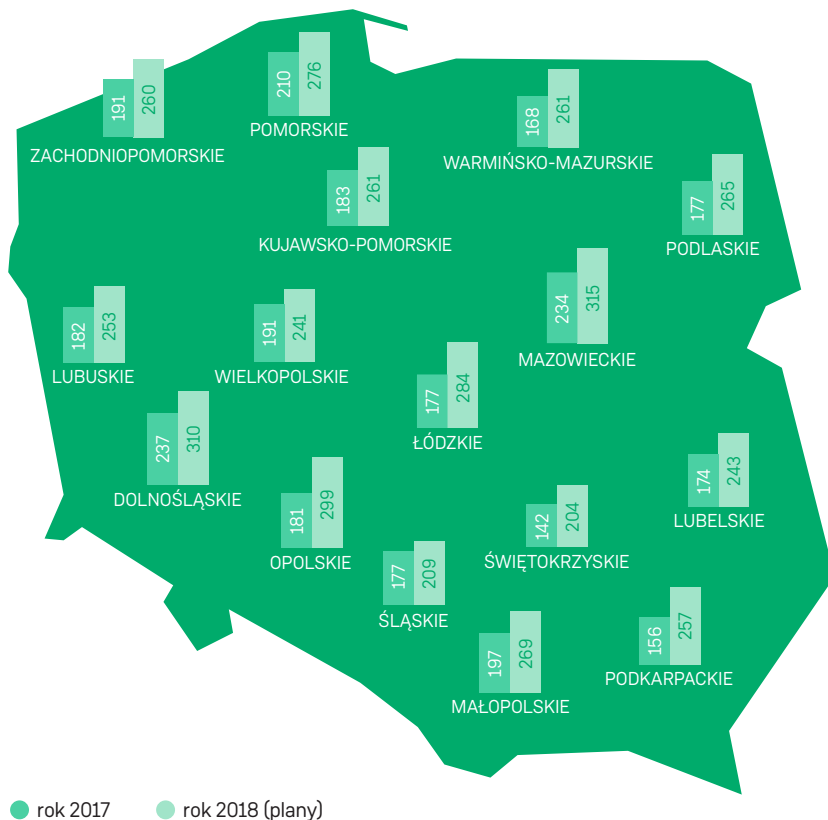 210
276
POMORSKIE
191
260
ZACHODNIOPOMORSKIE
168
261
WARMIŃSKO-MAZURSKIE
183
261
KUJAWSKO-POMORSKIE
177
265
PODLASKIE
234
315
MAZOWIECKIE
182
253
LUBUSKIE
191
241
WIELKOPOLSKIE
177
284
ŁÓDZKIE
237
310
DOLNOŚLĄSKIE
174
243
LUBELSKIE
181
299
OPOLSKIE
142
204
ŚWIĘTOKRZYSKIE
177
209
ŚLĄSKIE
156
257
PODKARPACKIE
197
269
MAŁOPOLSKIE
rok 2017
rok 2018 (plany)